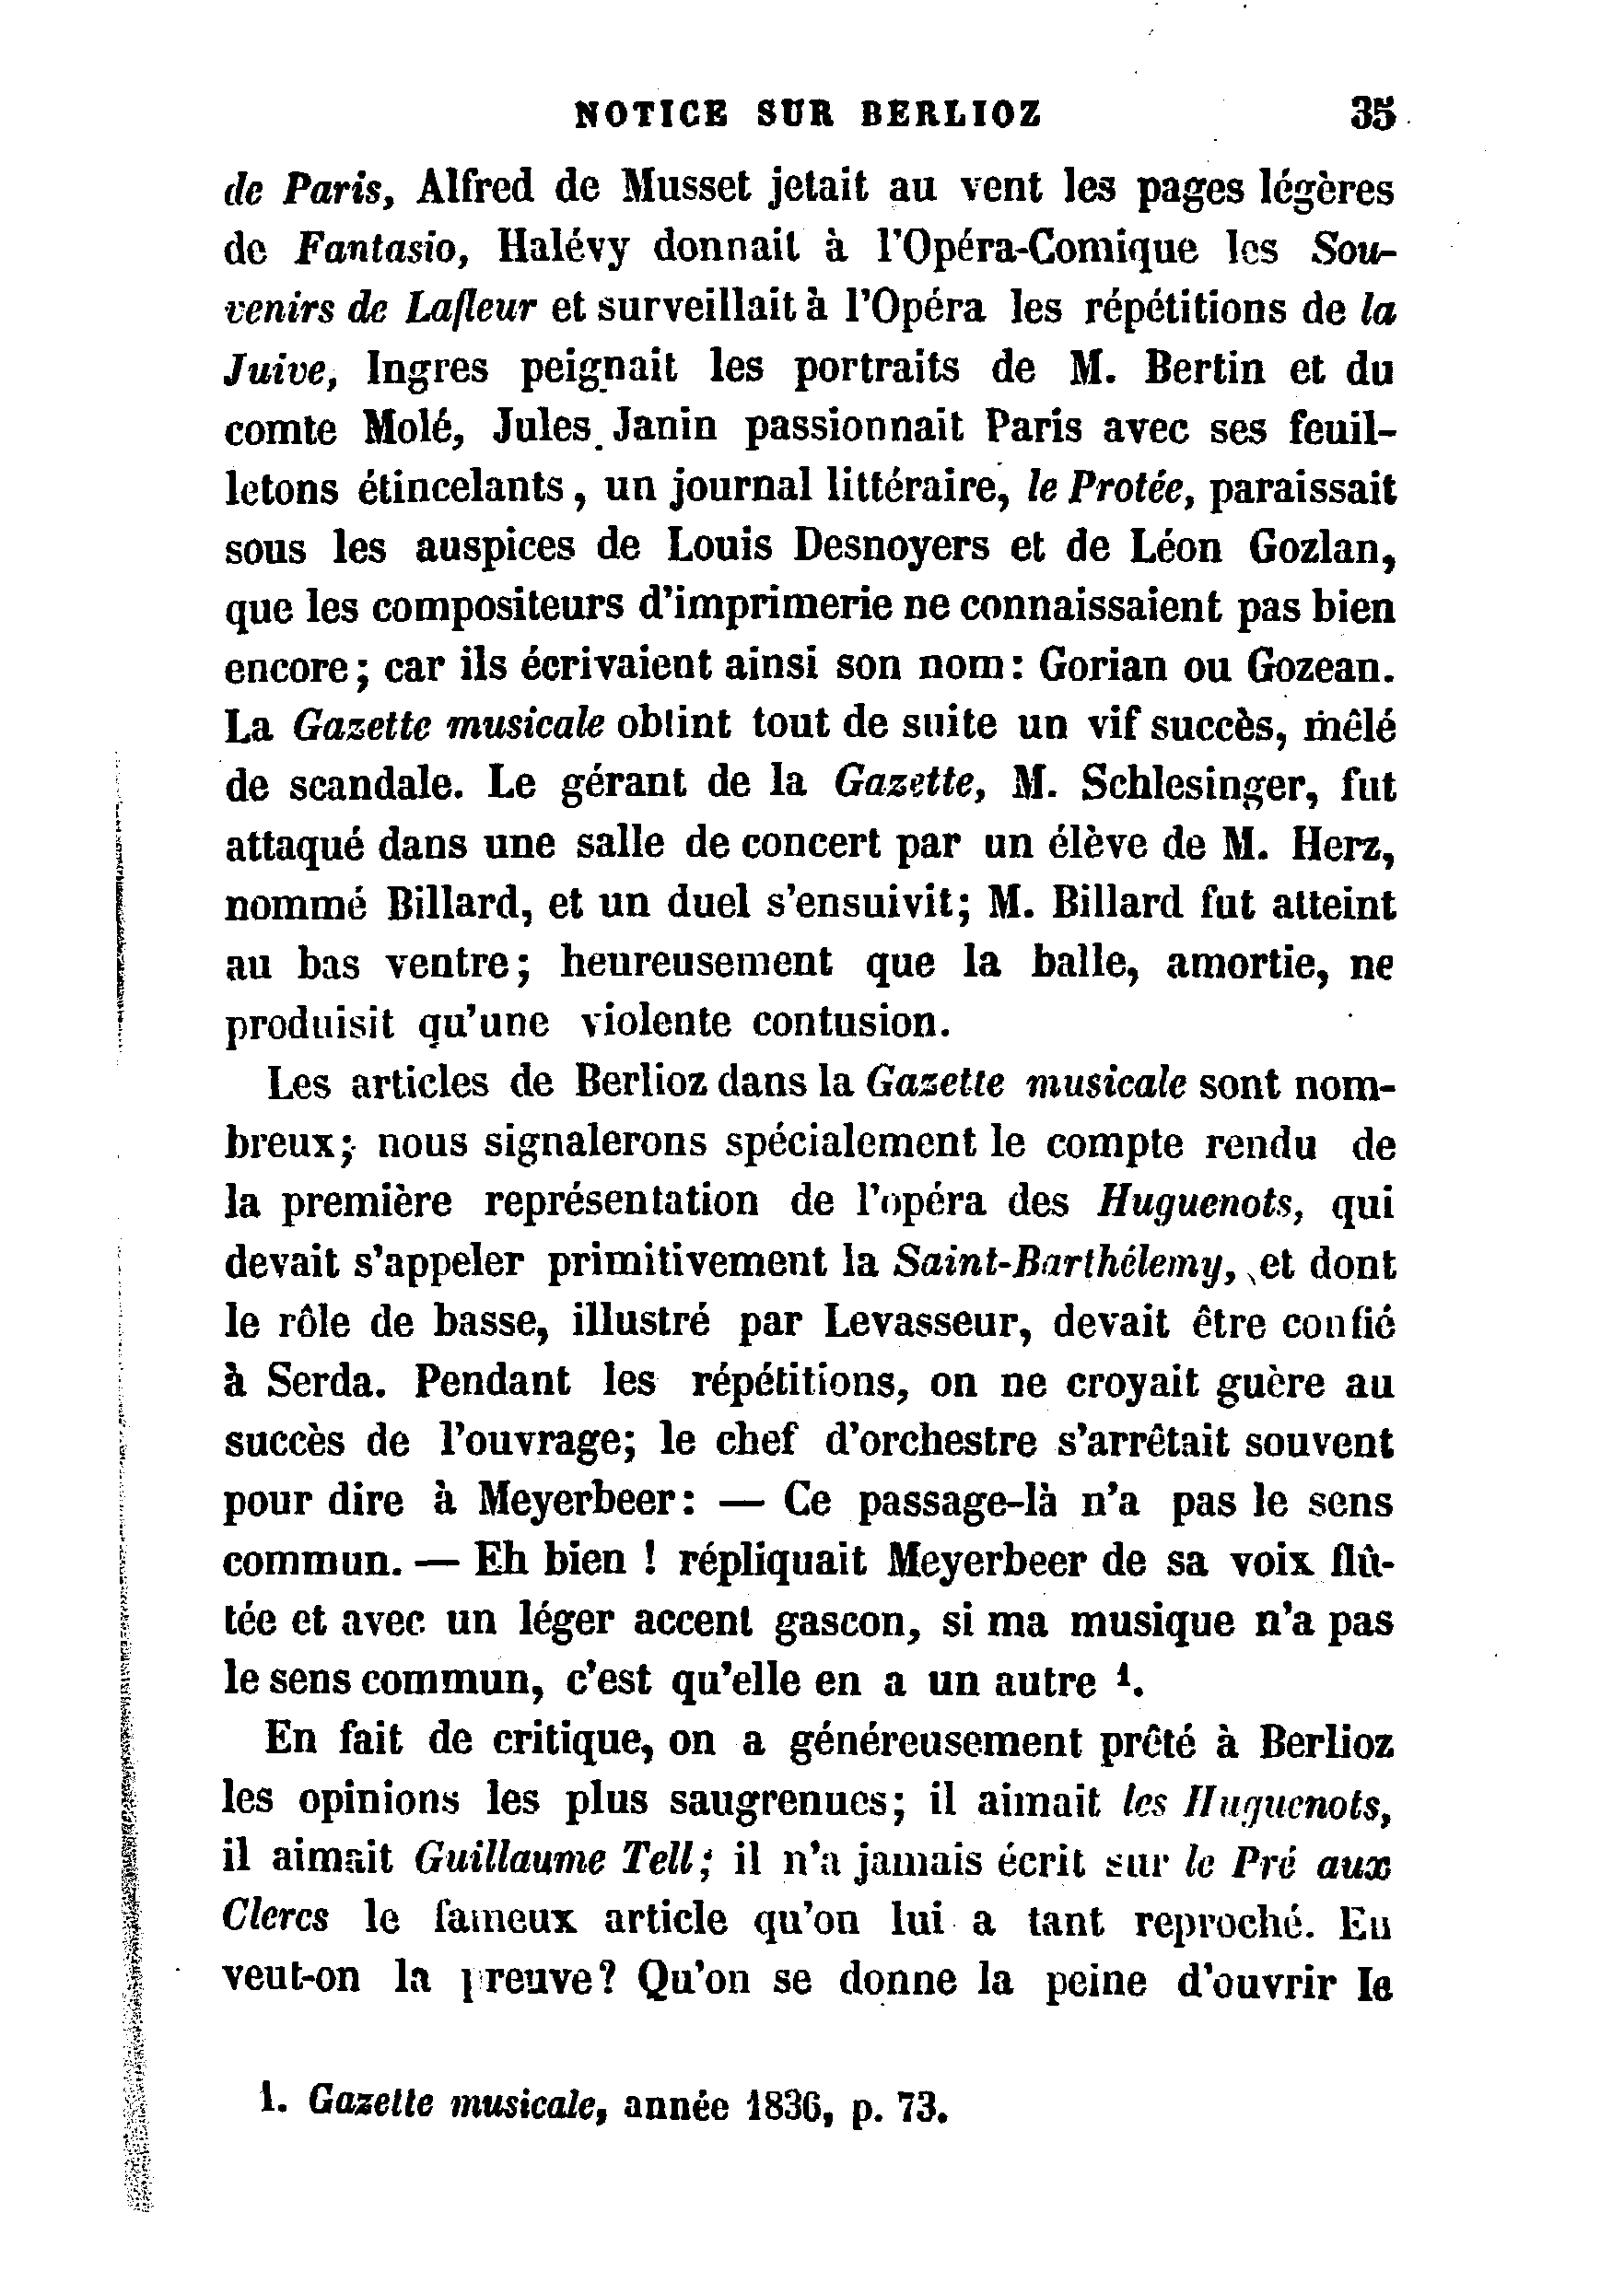 NOTICE SUR BERLIOZ 35
de Paris, Alfred de Musset jetait au vent les pages légères
de Fantasio, Halévy donnait à l'Opéra-Comique les Sou-
venirs de Lafleur et surveillait à l'Opéra les répétitions de la
Juive, Ingres peignait les portraits de M. Bertin et du
comte Molé, Jules Janin passionnait Paris avec ses feuil-
letons étincelants, un journal littéraire, le Protée, paraissait
sous les auspices de Louis Desnoyers et de Léon Gozlan,
que les compositeurs d'imprimerie ne connaissaient pas bien
encore; car ils écrivaient ainsi son nom: Gorian ou Gozean.
La Gazette musicale obtint tout de suite un vif succès, mêlé
de scandale. Le gérant de la Gazette, M. Schlesinger, fut
attaqué dans une salle de concert par un élève de M. Herz,
nommé Billard, et un duel s'ensuivit; M. Billard fut atteint
au bas ventre; heureusement que la balle, amortie, ne
produisit qu'une violente contusion.
Les articles de Berlioz dans la Gazette musicale sont nom-
breux; nous signalerons spécialement le compte rendu de
la première représentation de l'opéra des Huguenots, qui
devait s'appeler primitivement la Saint-Barthélemy, et dont
le rôle de basse, illustré par Levasseur, devait être confié
à Serda. Pendant les répétitions, on ne croyait guère au
succès de l'ouvrage; le chef d'orchestre s'arrêtait souvent
pour dire à Meyerbeer: — Ce passage-là n'a pas le sens
commun. — Eh bien ! répliquait Meyerbeer de sa voix flû-
tée et avec un léger accent gascon, si ma musique n'a pas
le sens commun, c'est qu'elle en a un autre 1.
En fait de critique, on a généreusement prêté à Berlioz
les opinions les plus saugrenues; il aimait les Huguenots,
il aimait Guillaume Tell; il n'a jamais écrit sur le Pré aux
Clercs le fameux article qu'on lui a tant reproché. En
veut-on la preuve? Qu'on se donne la peine d'ouvrir le
1. Gazette musicale, année 1836, p. 73.